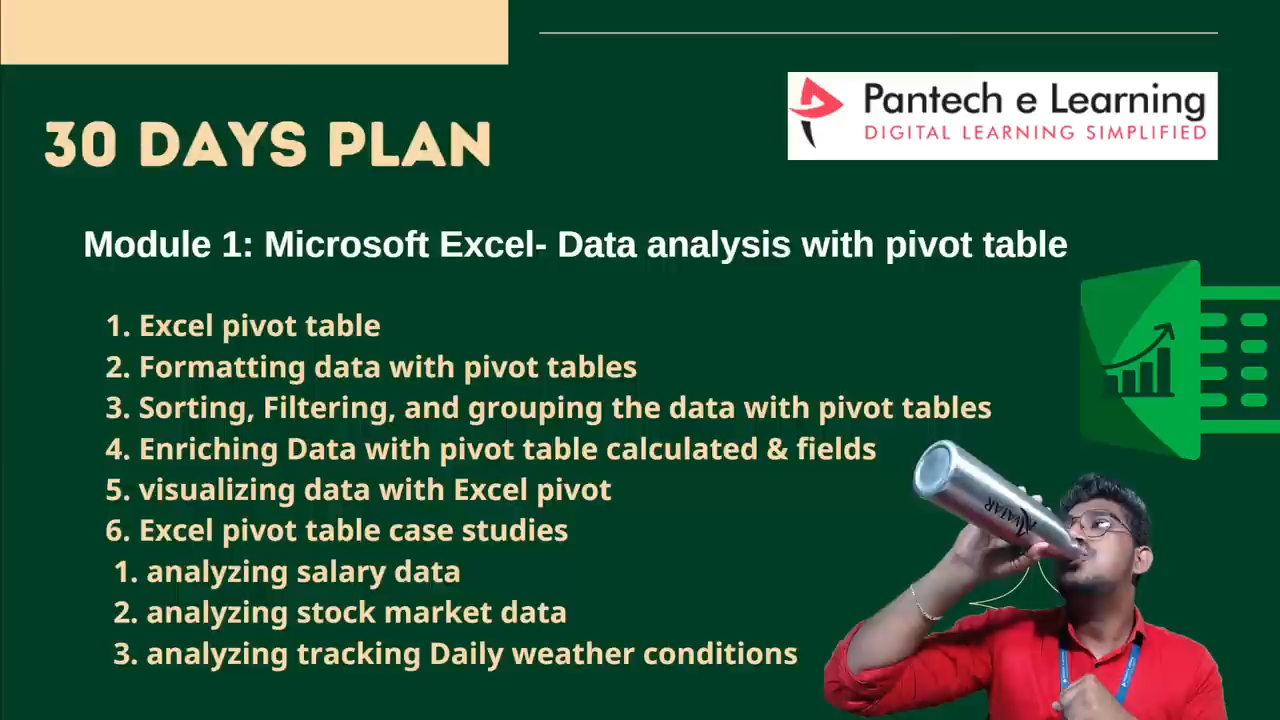 Pantech e Learning
DIGITAL LEARNING SIMPLIFIED
30 DAYS PLAN
Module 1: Microsoft Excel- Data analysis with pivot table
1. Excel pivot table
2. Formatting data with pivot tables
3. Sorting, Filtering, and grouping the data with pivot tables
4. Enriching Data with pivot table calculated & fields
5. visualizing data with Excel pivot
6. Excel pivot table case studies
1. analyzing salary data
2. analyzing stock market data
3. analyzing tracking Daily weather conditions
AVATAR